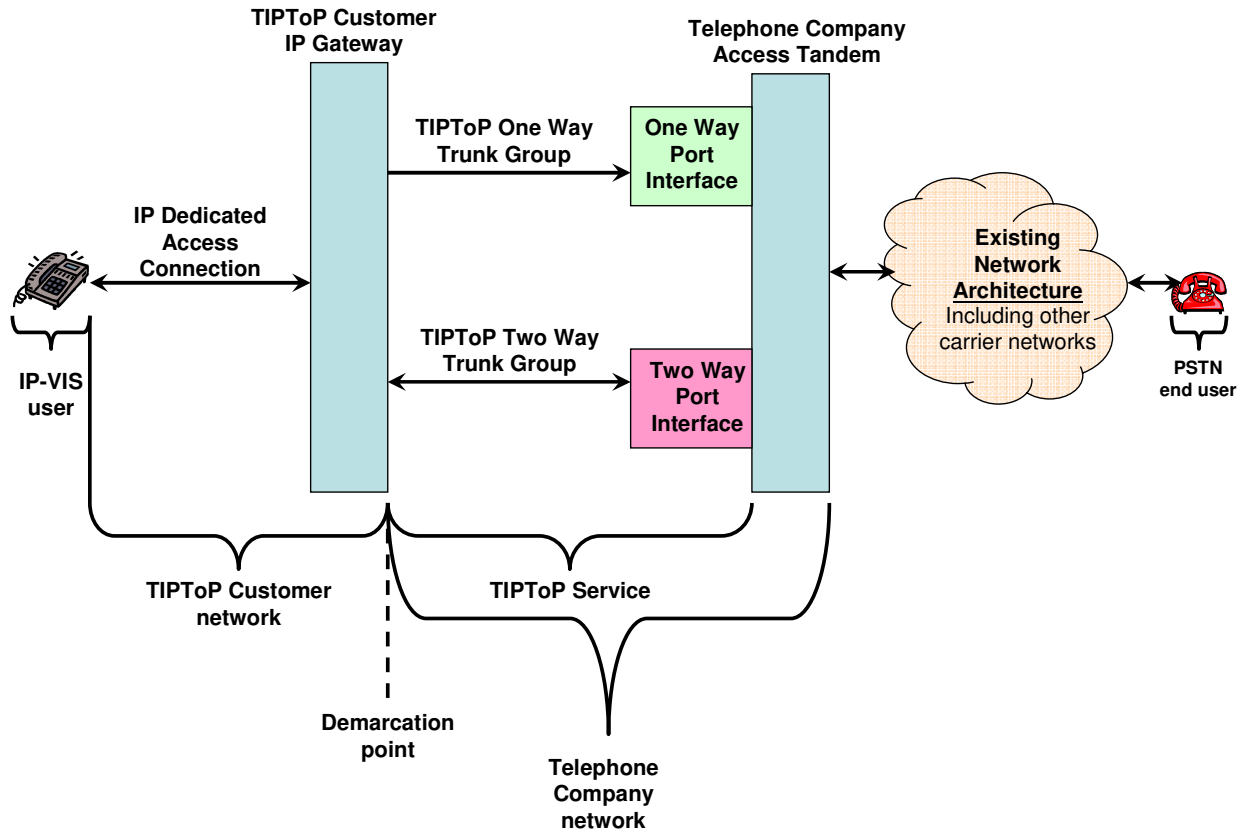 TIPToP Customer
IP Gateway
Telephone Company
Access Tandem
TIPToP One Way
Trunk Group
One Way
Port
Interface
IP Dedicated
Access
Connection
Existing
Network
Architecture
Including other
carrier networks
TIPToP Two Way
Trunk Group
Two Way
Port
Interface
IP-VIS
user
PSTN
end user
TIPToP Customer
network
TIPToP Service
Demarcation
point
Telephone
Company
network